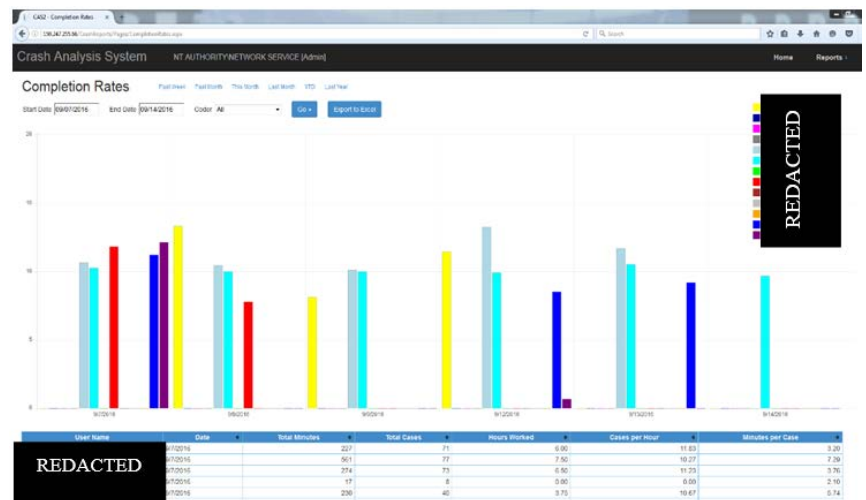 CAS2 - Completion Rates
Crash Analysis System NT AUTHORITY\NETWORK SERVICE [Admin] Home Reports
Completion Rates Past Week Past Month This Month Last Month YTD Last Year
Start Date 09/07/2016 End Date 09/14/2016 Coder All Go Export to Excel
REDACTED
20
15
10
5
0
9/7/2016 9/8/2016 9/9/2016 9/12/2016 9/13/2016 9/14/2016
User Name Date Total Minutes Total Cases Hours Worked Cases per Hour Minutes per Case
REDACTED
9/7/2016 227 71 6.00 11.83 3.20
9/7/2016 561 77 7.50 10.27 7.29
9/7/2016 274 73 6.50 11.23 3.76
9/7/2016 17 8 0.00 0.00 2.10
9/7/2016 230 40 3.75 10.67 5.74